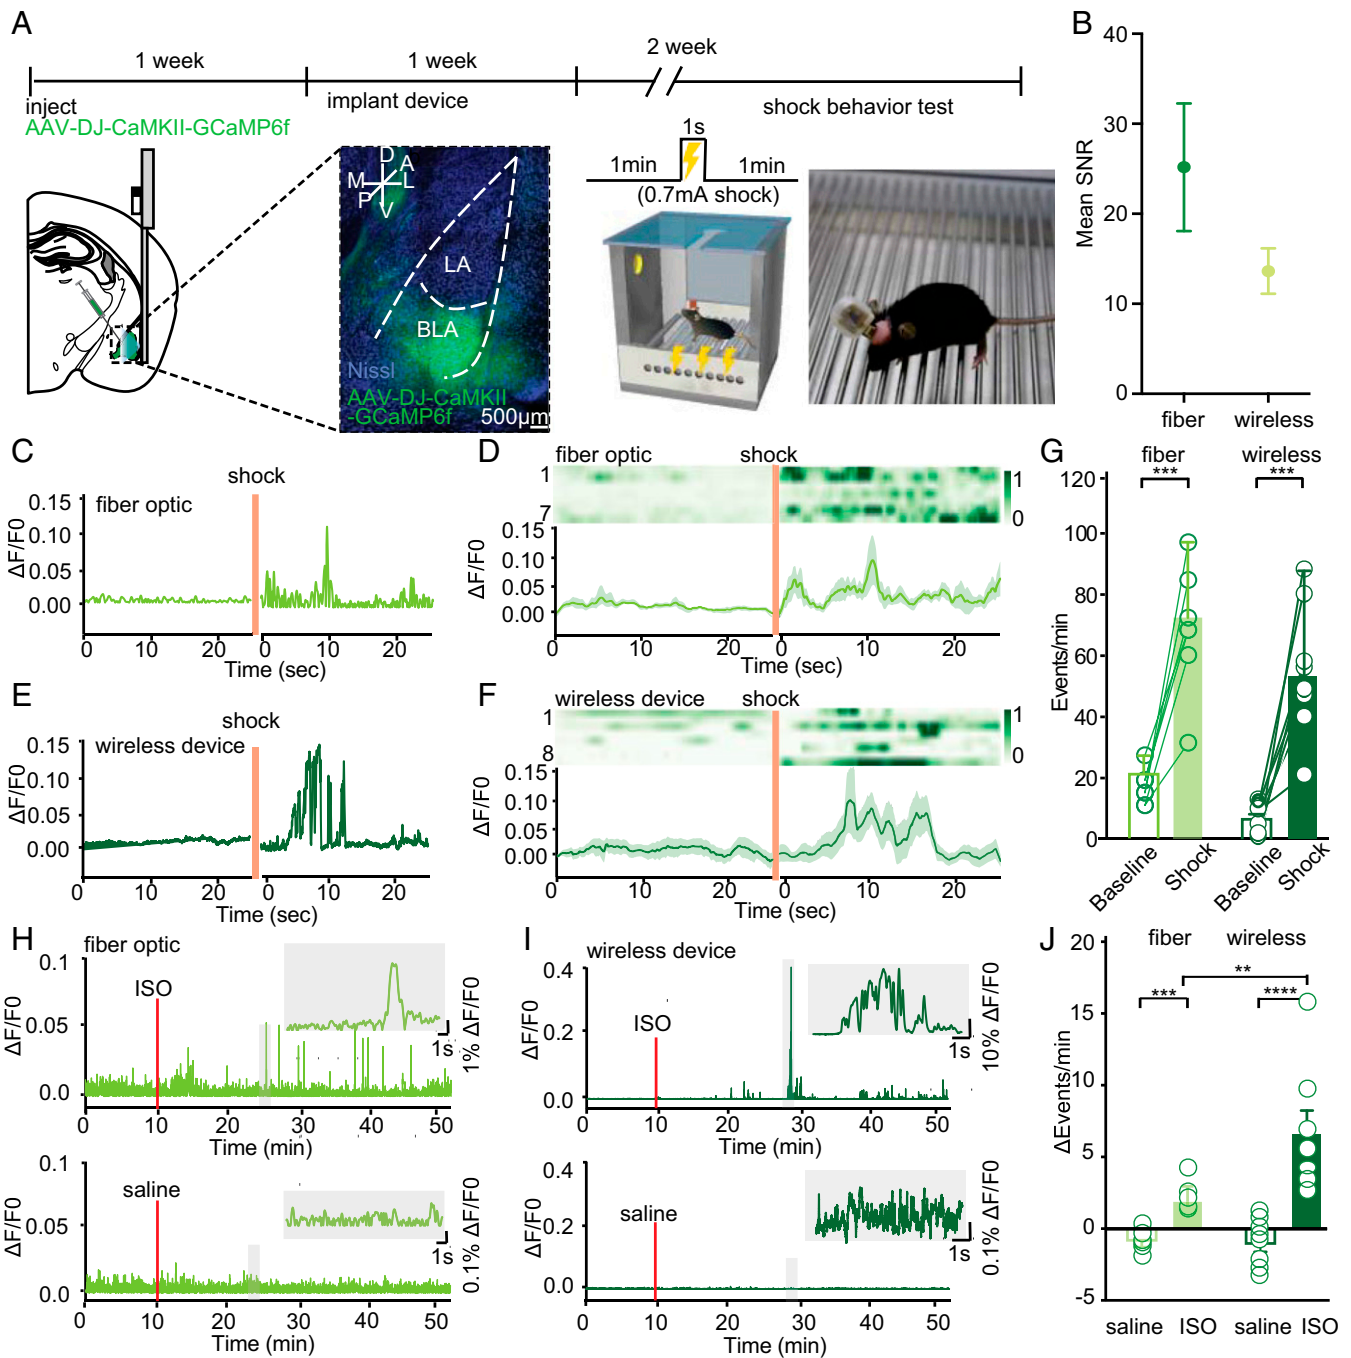 A
1 week
1 week
2 week
inject
implant device
shock behavior test
AAV-DJ-CaMKII-GCaMP6f
D
A
M
L
P
V
LA
BLA
Nissl
AAV-DJ-CaMKII
-GCaMP6f
500µm
1s
1min
1min
(0.7mA shock)
B
40
30
20
10
0
Mean SNR
fiber
wireless
C
shock
fiber optic
0.15
0.10
0.05
0.00
ΔF/F0
0
10
20
Time (sec)
D
fiber optic
shock
1
7
1
0
0.15
0.10
0.05
0.00
ΔF/F0
0
10
20
0
10
20
Time (sec)
E
shock
wireless device
0.15
0.10
0.05
0.00
ΔF/F0
0
10
20
0
10
20
Time (sec)
F
wireless device
shock
1
8
1
0
0.15
0.10
0.05
0.00
ΔF/F0
0
10
20
0
10
20
Time (sec)
G
fiber
wireless
***
***
120
100
80
60
40
20
0
Events/min
Baseline
Shock
Baseline
Shock
H
fiber optic
0.1
0.05
0.0
ΔF/F0
ISO
1s
1% ΔF/F0
0
10
20
30
40
50
Time (min)
0.1
0.05
0.0
ΔF/F0
saline
1s
0.1% ΔF/F0
0
10
20
30
40
50
Time (min)
I
wireless device
0.4
0.2
0.0
ΔF/F0
ISO
1s
10% ΔF/F0
0
10
20
30
40
50
Time (min)
0.4
0.2
0.0
ΔF/F0
saline
1s
0.1% ΔF/F0
0
10
20
30
40
50
Time (min)
J
fiber
wireless
**
***
****
20
15
10
5
0
-5
ΔEvents/min
saline
ISO
saline
ISO